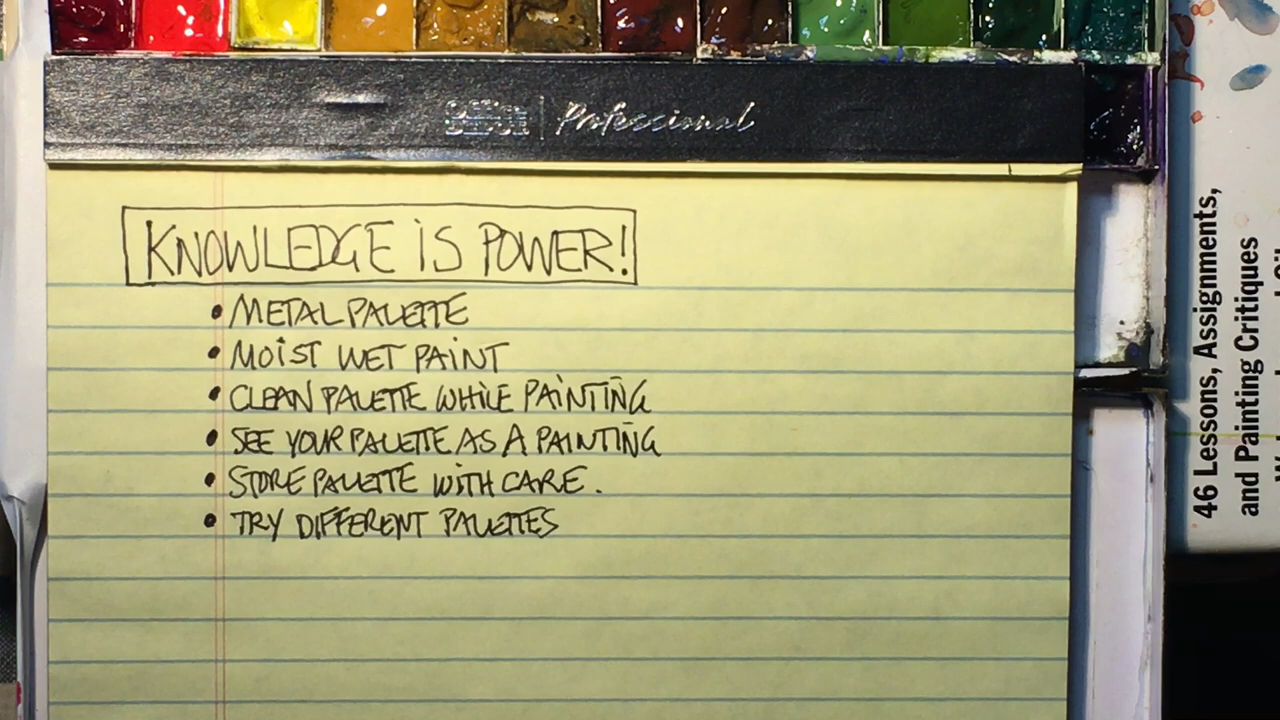 Office
DEPOT
Professional
KNOWLEDGE iS POWER!
• METAL PALETTE
• MOiST WET PAiNT
• CLEAN PALETTE WHiLE PAiNTiNG
• SEE YOUR PALETTE AS A PAiNTiNG
• STORE PALETTE WiTH CARE.
• TRY DIFFERENT PALETTES
46 Lessons, Assignments,
and Painting Critiques